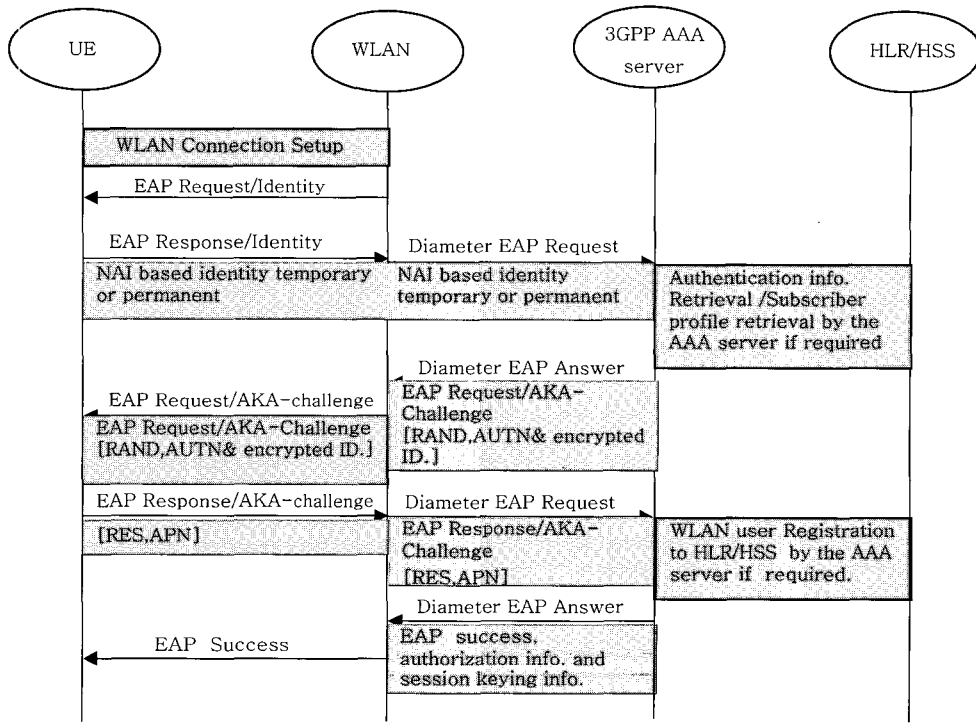 UE
WLAN
3GPP AAA
server
HLR/HSS
WLAN Connection Setup
EAP Request/Identity
EAP Response/Identity
Diameter EAP Request
NAI based identity temporary
or permanent
NAI based identity
temporary or permanent
Authentication info.
Retrieval /Subscriber
profile retrieval by the
AAA server if required
Diameter EAP Answer
EAP Request/AKA-
Challenge
[RAND,AUTN& encrypted
ID.]
EAP Request/AKA-challenge
EAP Request/AKA-Challenge
[RAND,AUTN& encrypted ID.]
EAP Response/AKA-challenge
Diameter EAP Request
[RES,APN]
EAP Response/AKA-
Challenge
[RES,APN]
WLAN user Registration
to HLR/HSS by the AAA
server if required.
Diameter EAP Answer
EAP Success
EAP success,
authorization info. and
session keying info.